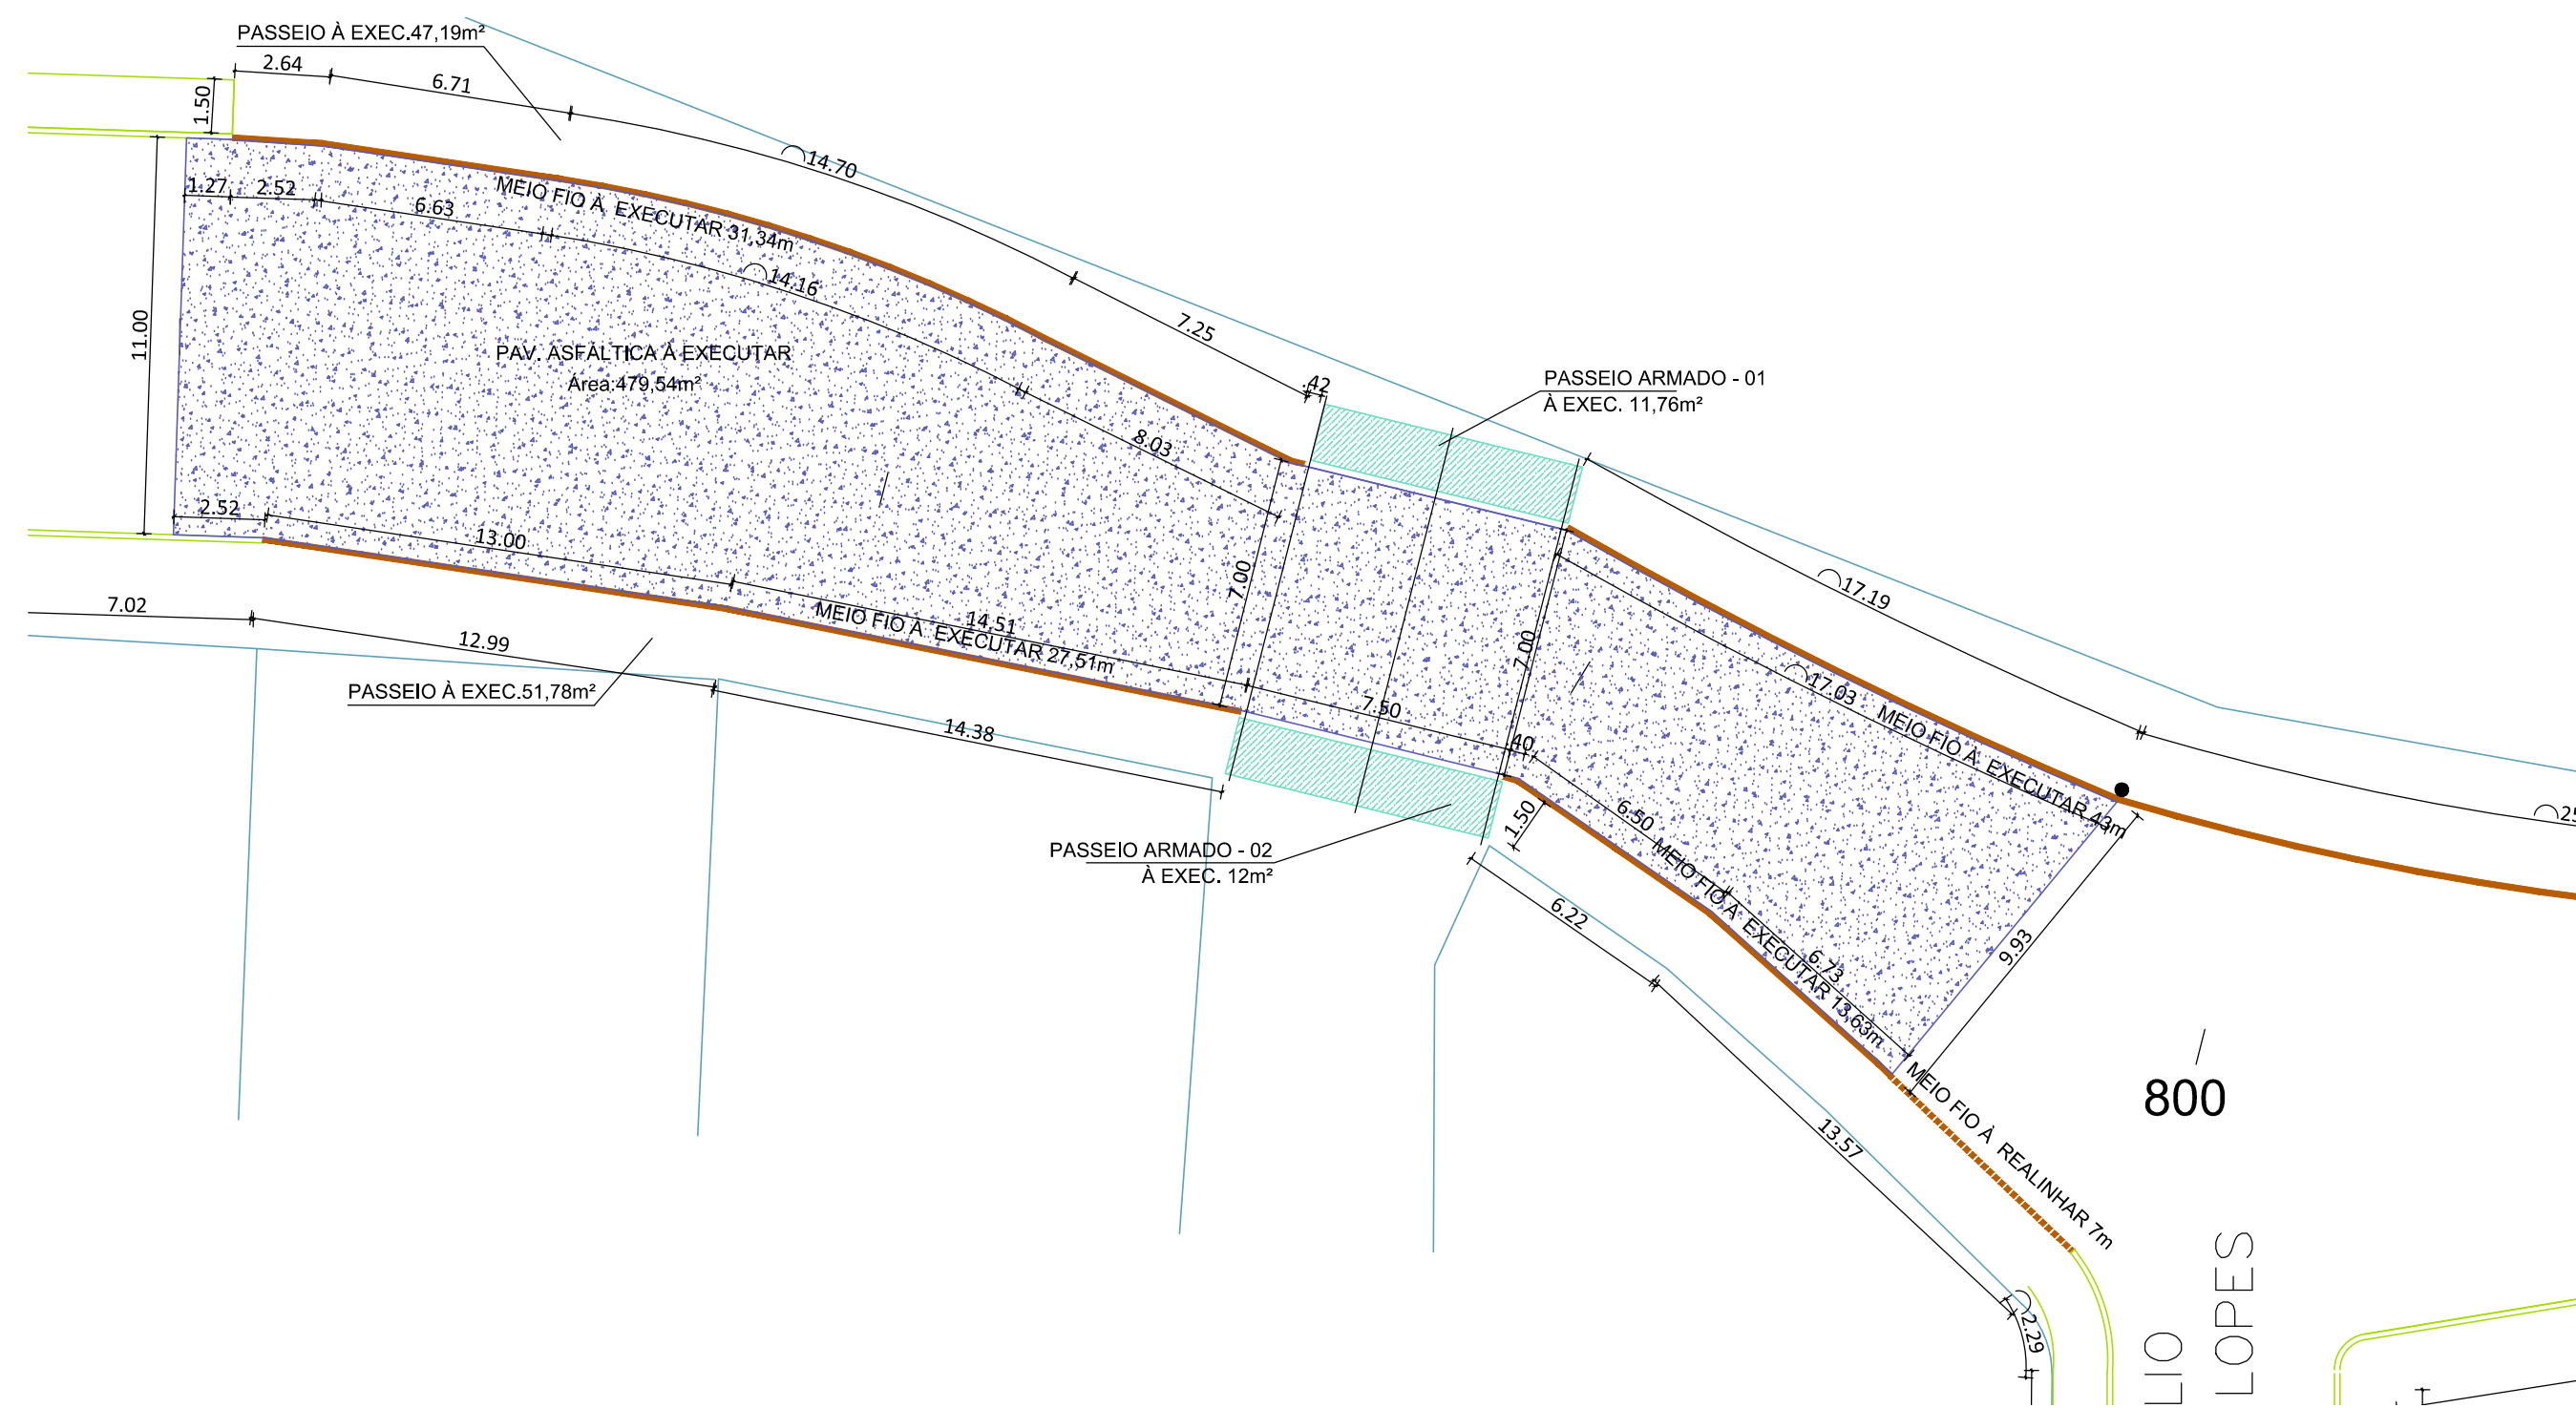 PASSEIO À EXEC.47,19m²
2.64
6.71
1.50
14.70
1.27
2.52
6.63
MEIO FIO À EXECUTAR 31,34m
14.16
11.00
PAV. ASFÁLTICA À EXECUTAR
Área:479,54m²
7.25
.42
PASSEIO ARMADO - 01
À EXEC. 11,76m²
8.03
2.52
13.00
7.00
14.51
MEIO FIO À EXECUTAR 27,51m
7.02
12.99
PASSEIO À EXEC.51,78m²
14.38
7.50
.40
7.00
17.19
17.03
MEIO FIO À EXECUTAR 43m
PASSEIO ARMADO - 02
À EXEC. 12m²
1.50
6.50
MEIO FIO À EXECUTAR 13,63m
6.73
6.22
9.93
13.57
MEIO FIO À REALINHAR 7m
800
2.29
25
LIO
LOPES